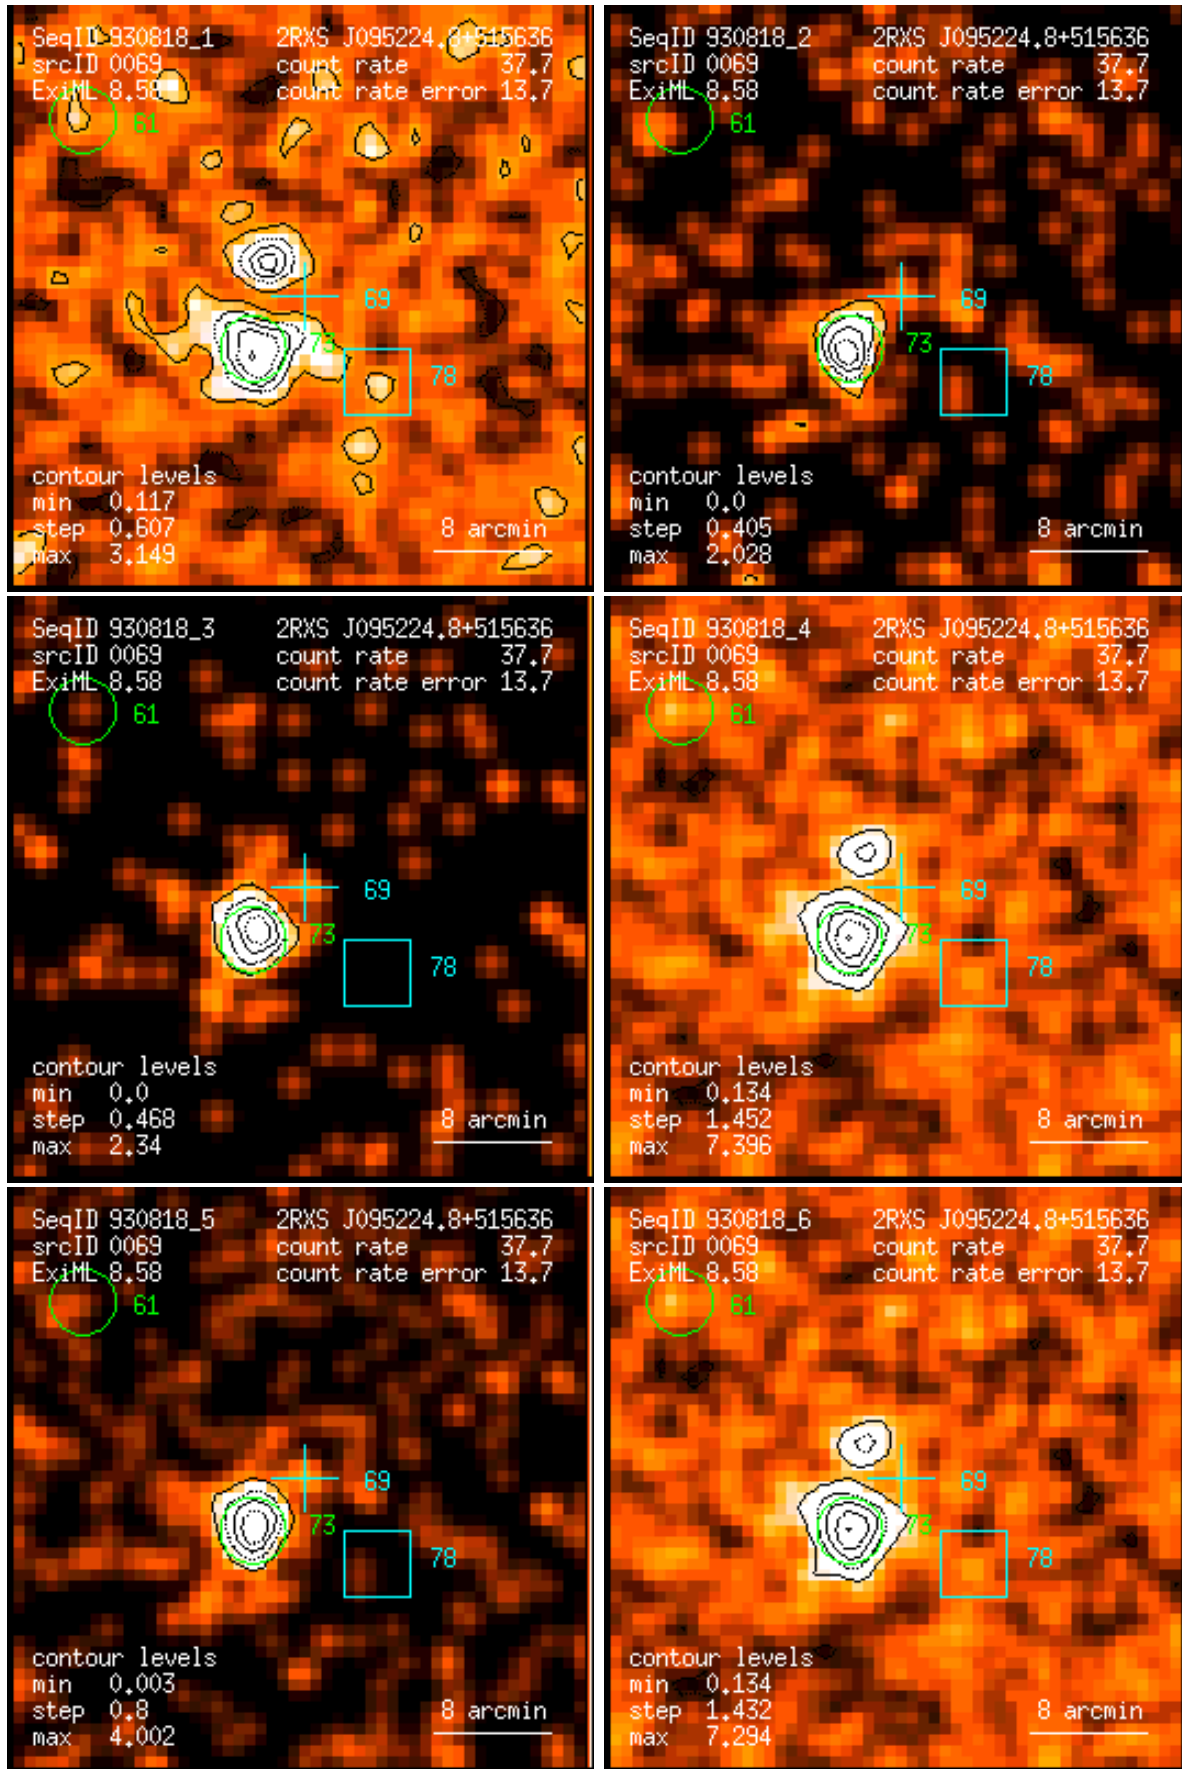 SeqID 930818_1 2RXS J095224.8+515636
srcID 0069 count rate 37.7
ExiML 8.58 count rate error 13.7
61
69
73
78
contour levels
min 0.117
step 0.607 8 arcmin
max 3.149
SeqID 930818_2 2RXS J095224.8+515636
srcID 0069 count rate 37.7
ExiML 8.58 count rate error 13.7
61
69
73
78
contour levels
min 0.0
step 0.405 8 arcmin
max 2.028
SeqID 930818_3 2RXS J095224.8+515636
srcID 0069 count rate 37.7
ExiML 8.58 count rate error 13.7
61
69
73
78
contour levels
min 0.0
step 0.468 8 arcmin
max 2.34
SeqID 930818_4 2RXS J095224.8+515636
srcID 0069 count rate 37.7
ExiML 8.58 count rate error 13.7
61
69
73
78
contour levels
min 0.134
step 1.452 8 arcmin
max 7.396
SeqID 930818_5 2RXS J095224.8+515636
srcID 0069 count rate 37.7
ExiML 8.58 count rate error 13.7
61
69
73
78
contour levels
min 0.003
step 0.8 8 arcmin
max 4.002
SeqID 930818_6 2RXS J095224.8+515636
srcID 0069 count rate 37.7
ExiML 8.58 count rate error 13.7
61
69
73
78
contour levels
min 0.134
step 1.432 8 arcmin
max 7.294